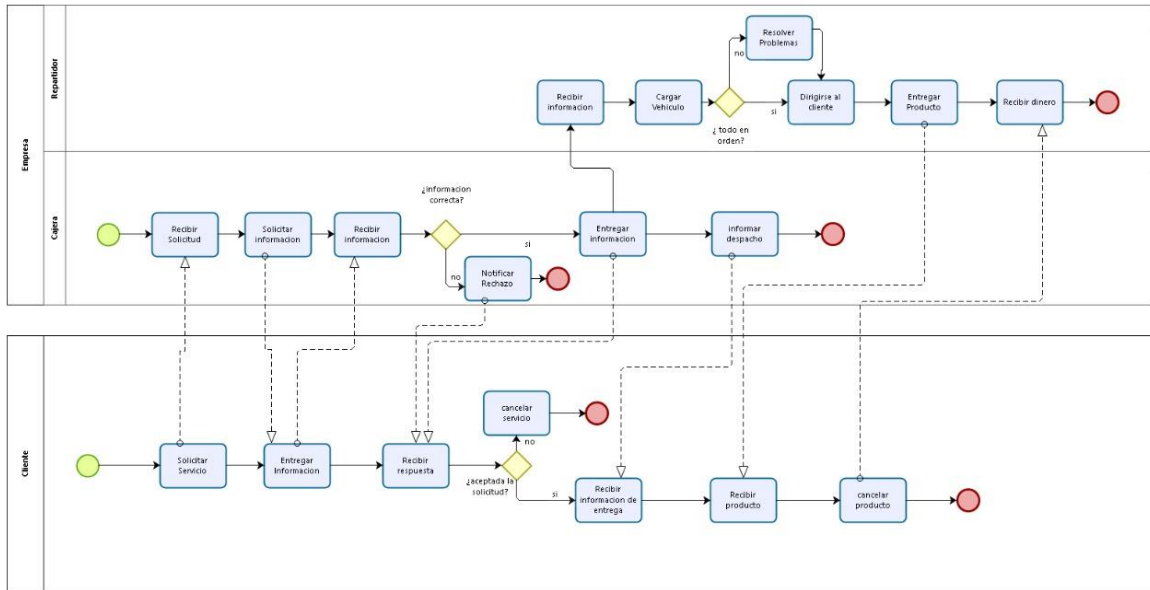 Empresa
Repartidor
Resolver
Problemas
no
Recibir
informacion
Cargar
Vehiculo
¿ todo en
orden?
si
Dirigirse al
cliente
Entregar
Producto
Recibir dinero
Cajera
Recibir
Solicitud
Solicitar
informacion
Recibir
informacion
¿informacion
correcta?
si
no
Notificar
Rechazo
Entregar
informacion
informar
despacho
Cliente
Solicitar
Servicio
Entregar
Informacion
Recibir
respuesta
¿aceptada la
solicitud?
no
cancelar
servicio
si
Recibir
informacion de
entrega
Recibir
producto
cancelar
producto